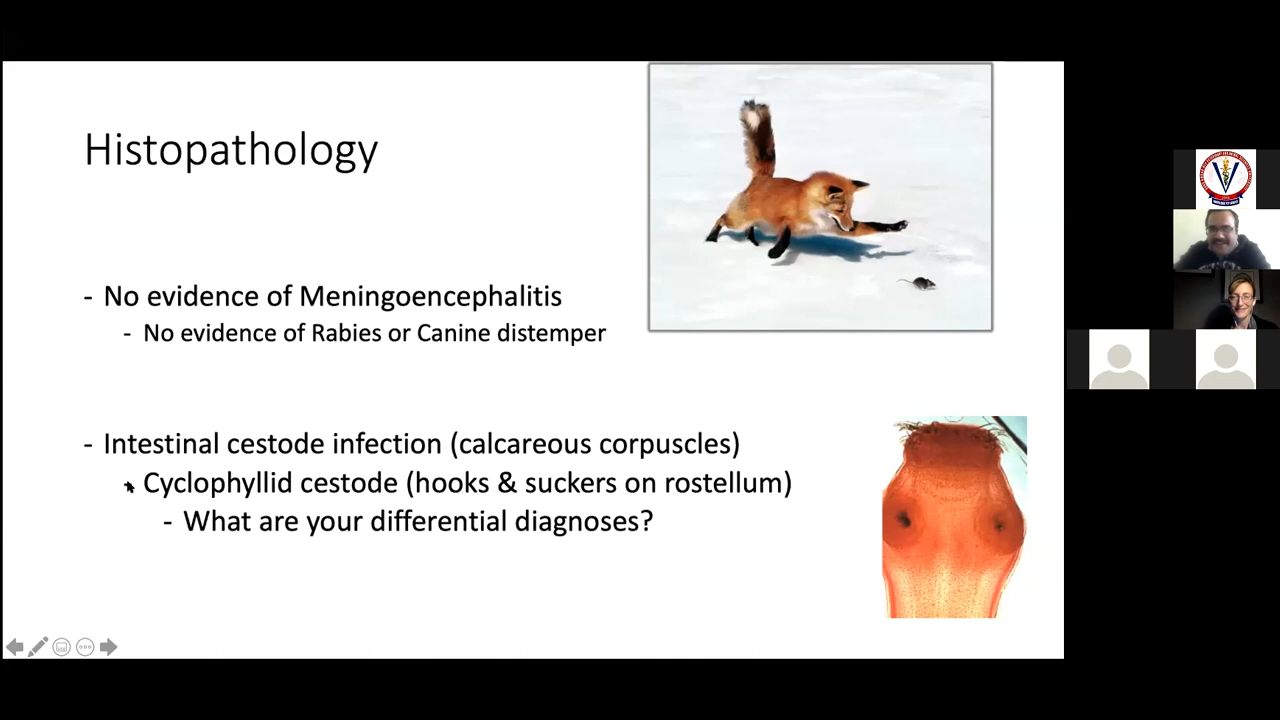 Histopathology
- No evidence of Meningoencephalitis
- No evidence of Rabies or Canine distemper
- Intestinal cestode infection (calcareous corpuscles)
Cyclophyllid cestode (hooks & suckers on rostellum)
- What are your differential diagnoses?
V